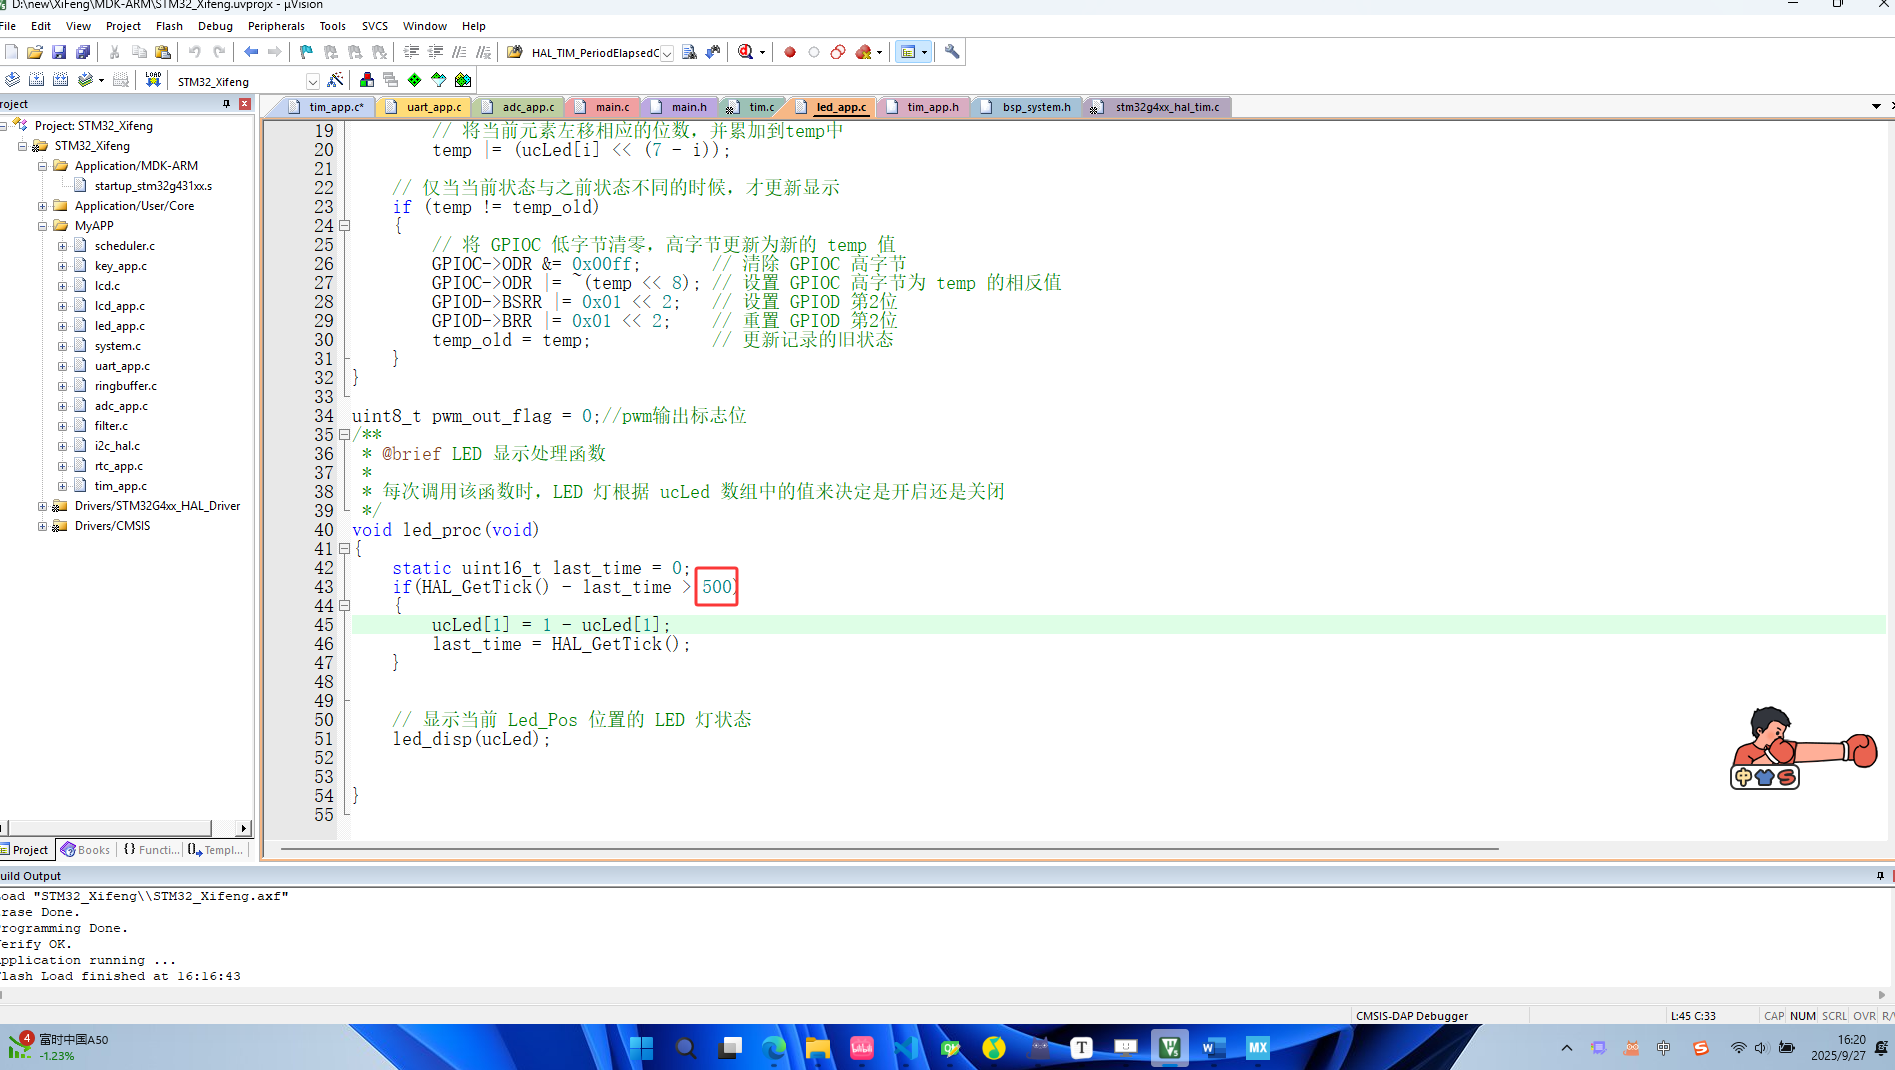 D:\new\XiFeng\MDK-ARM\STM32_Xifeng.uvprojx - µVision
File Edit View Project Flash Debug Peripherals Tools SVCS Window Help
HAL_TIM_PeriodElapsedC
LOAD STM32_Xifeng
roject
tim_app.c* uart_app.c adc_app.c main.c main.h tim.c led_app.c tim_app.h bsp_system.h stm32g4xx_hal_tim.c
Project: STM32_Xifeng
STM32_Xifeng
Application/MDK-ARM
startup_stm32g431xx.s
Application/User/Core
MyAPP
scheduler.c
key_app.c
lcd.c
lcd_app.c
led_app.c
system.c
uart_app.c
ringbuffer.c
adc_app.c
filter.c
i2c_hal.c
rtc_app.c
tim_app.c
Drivers/STM32G4xx_HAL_Driver
Drivers/CMSIS
Project Books {} Functi... Templ...
19 // 将当前元素左移相应的位数，并累加到temp中
20 temp |= (ucLed[i] << (7 - i));
21
22 // 仅当当前状态与之前状态不同的时候，才更新显示
23 if (temp != temp_old)
24 {
25 // 将 GPIOC 低字节清零，高字节更新为新的 temp 值
26 GPIOC->ODR &= 0x00ff; // 清除 GPIOC 高字节
27 GPIOC->ODR |= ~(temp << 8); // 设置 GPIOC 高字节为 temp 的相反值
28 GPIOD->BSRR |= 0x01 << 2; // 设置 GPIOD 第2位
29 GPIOD->BRR |= 0x01 << 2; // 重置 GPIOD 第2位
30 temp_old = temp; // 更新记录的旧状态
31 }
32 }
33
34 uint8_t pwm_out_flag = 0;//pwm输出标志位
35 /**
36 * @brief LED 显示处理函数
37 *
38 * 每次调用该函数时，LED 灯根据 ucLed 数组中的值来决定是开启还是关闭
39 */
40 void led_proc(void)
41 {
42 static uint16_t last_time = 0;
43 if(HAL_GetTick() - last_time > 500)
44 {
45 ucLed[1] = 1 - ucLed[1];
46 last_time = HAL_GetTick();
47 }
48
49
50 // 显示当前 Led_Pos 位置的 LED 灯状态
51 led_disp(ucLed);
52
53
54 }
55
中 S
uild Output
oad "STM32_Xifeng\\STM32_Xifeng.axf"
rase Done.
rogramming Done.
erify OK.
pplication running ...
lash Load finished at 16:16:43
CMSIS-DAP Debugger L:45 C:33 CAP NUM SCRL OVR R/
4 富时中国A50
-1.23%
T W MX 中 S
16:20
2025/9/27